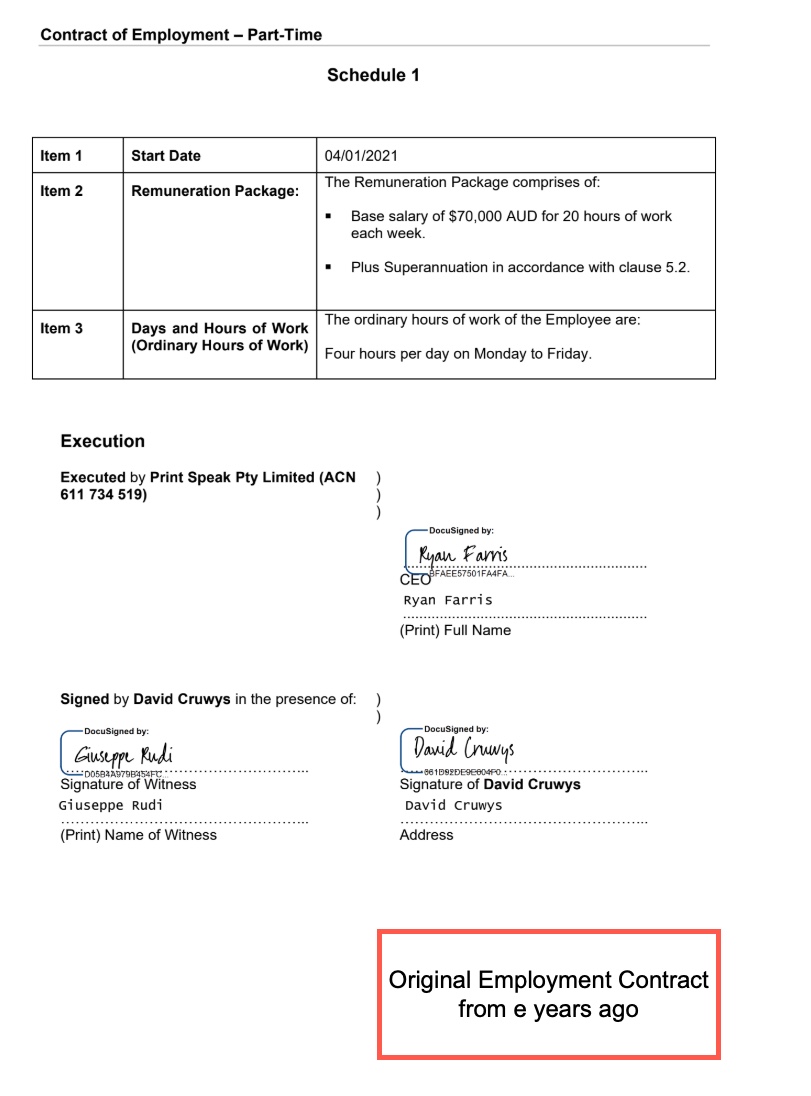 Contract of Employment – Part-Time
Schedule 1
Item 1 Start Date 04/01/2021
Item 2 Remuneration Package: The Remuneration Package comprises of:
▪ Base salary of $70,000 AUD for 20 hours of work
each week.
▪ Plus Superannuation in accordance with clause 5.2.
Item 3 Days and Hours of Work The ordinary hours of work of the Employee are:
(Ordinary Hours of Work)
Four hours per day on Monday to Friday.
Execution
Executed by Print Speak Pty Limited (ACN )
611 734 519) )
)
DocuSigned by:
Ryan Farris
BFAEE57501FA4FA...
CEO
Ryan Farris
(Print) Full Name
Signed by David Cruwys in the presence of: )
)
DocuSigned by:
Giuseppe Rudi
D05B4A979B454FC...
Signature of Witness
Giuseppe Rudi
(Print) Name of Witness
DocuSigned by:
David Cruwys
Signature of David Cruwys
David Cruwys
Address
Original Employment Contract
from e years ago